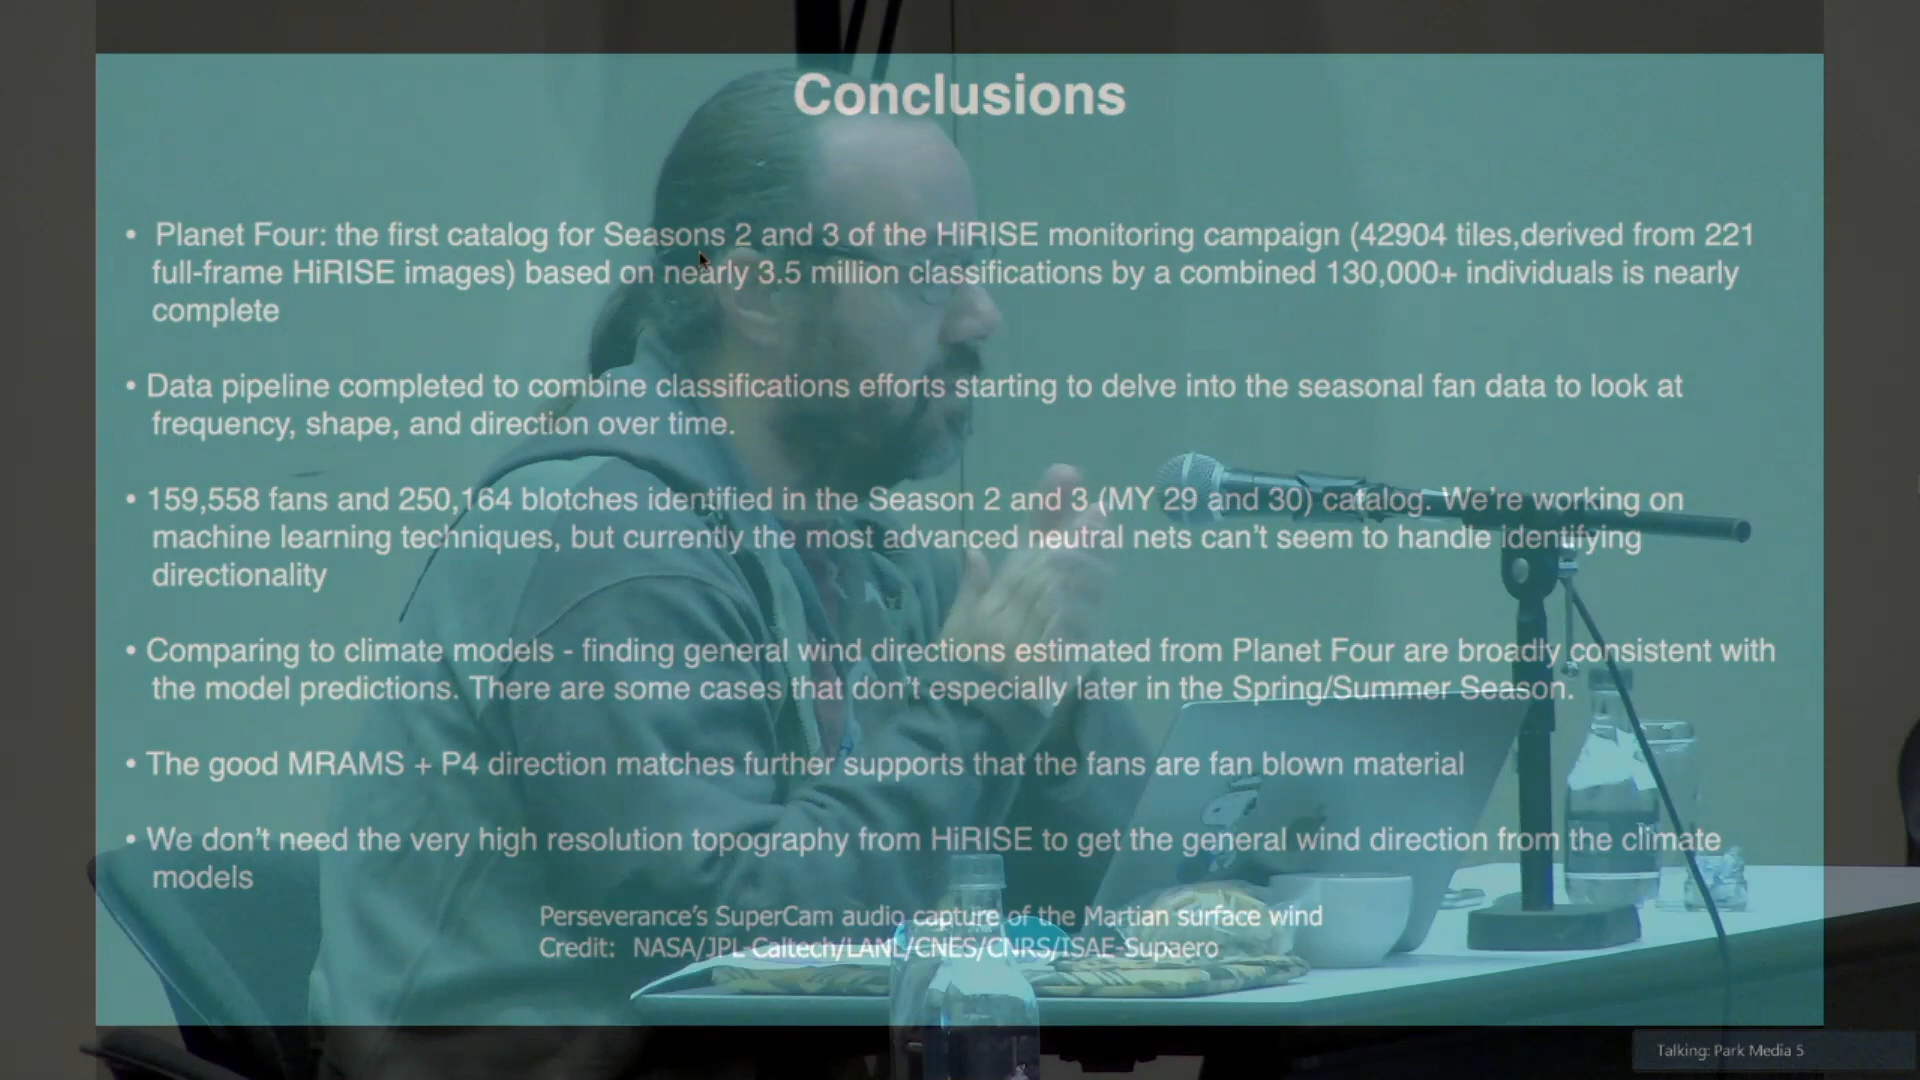 Conclusions
• Planet Four: the first catalog for Seasons 2 and 3 of the HiRISE monitoring campaign (42904 tiles,derived from 221
full-frame HiRISE images) based on nearly 3.5 million classifications by a combined 130,000+ individuals is nearly
complete
• Data pipeline completed to combine classifications efforts starting to delve into the seasonal fan data to look at
frequency, shape, and direction over time.
• 159,558 fans and 250,164 blotches identified in the Season 2 and 3 (MY 29 and 30) catalog. We're working on
machine learning techniques, but currently the most advanced neutral nets can't seem to handle identifying
directionality
• Comparing to climate models - finding general wind directions estimated from Planet Four are broadly consistent with
the model predictions. There are some cases that don't especially later in the Spring/Summer Season.
• The good MRAMS + P4 direction matches further supports that the fans are fan blown material
• We don't need the very high resolution topography from HiRISE to get the general wind direction from the climate
models
Perseverance's SuperCam audio capture of the Martian surface wind
Credit: NASA/JPL-Caltech/LANL/CNES/CNRS/ISAE-Supaero
Talking: Park Media 5